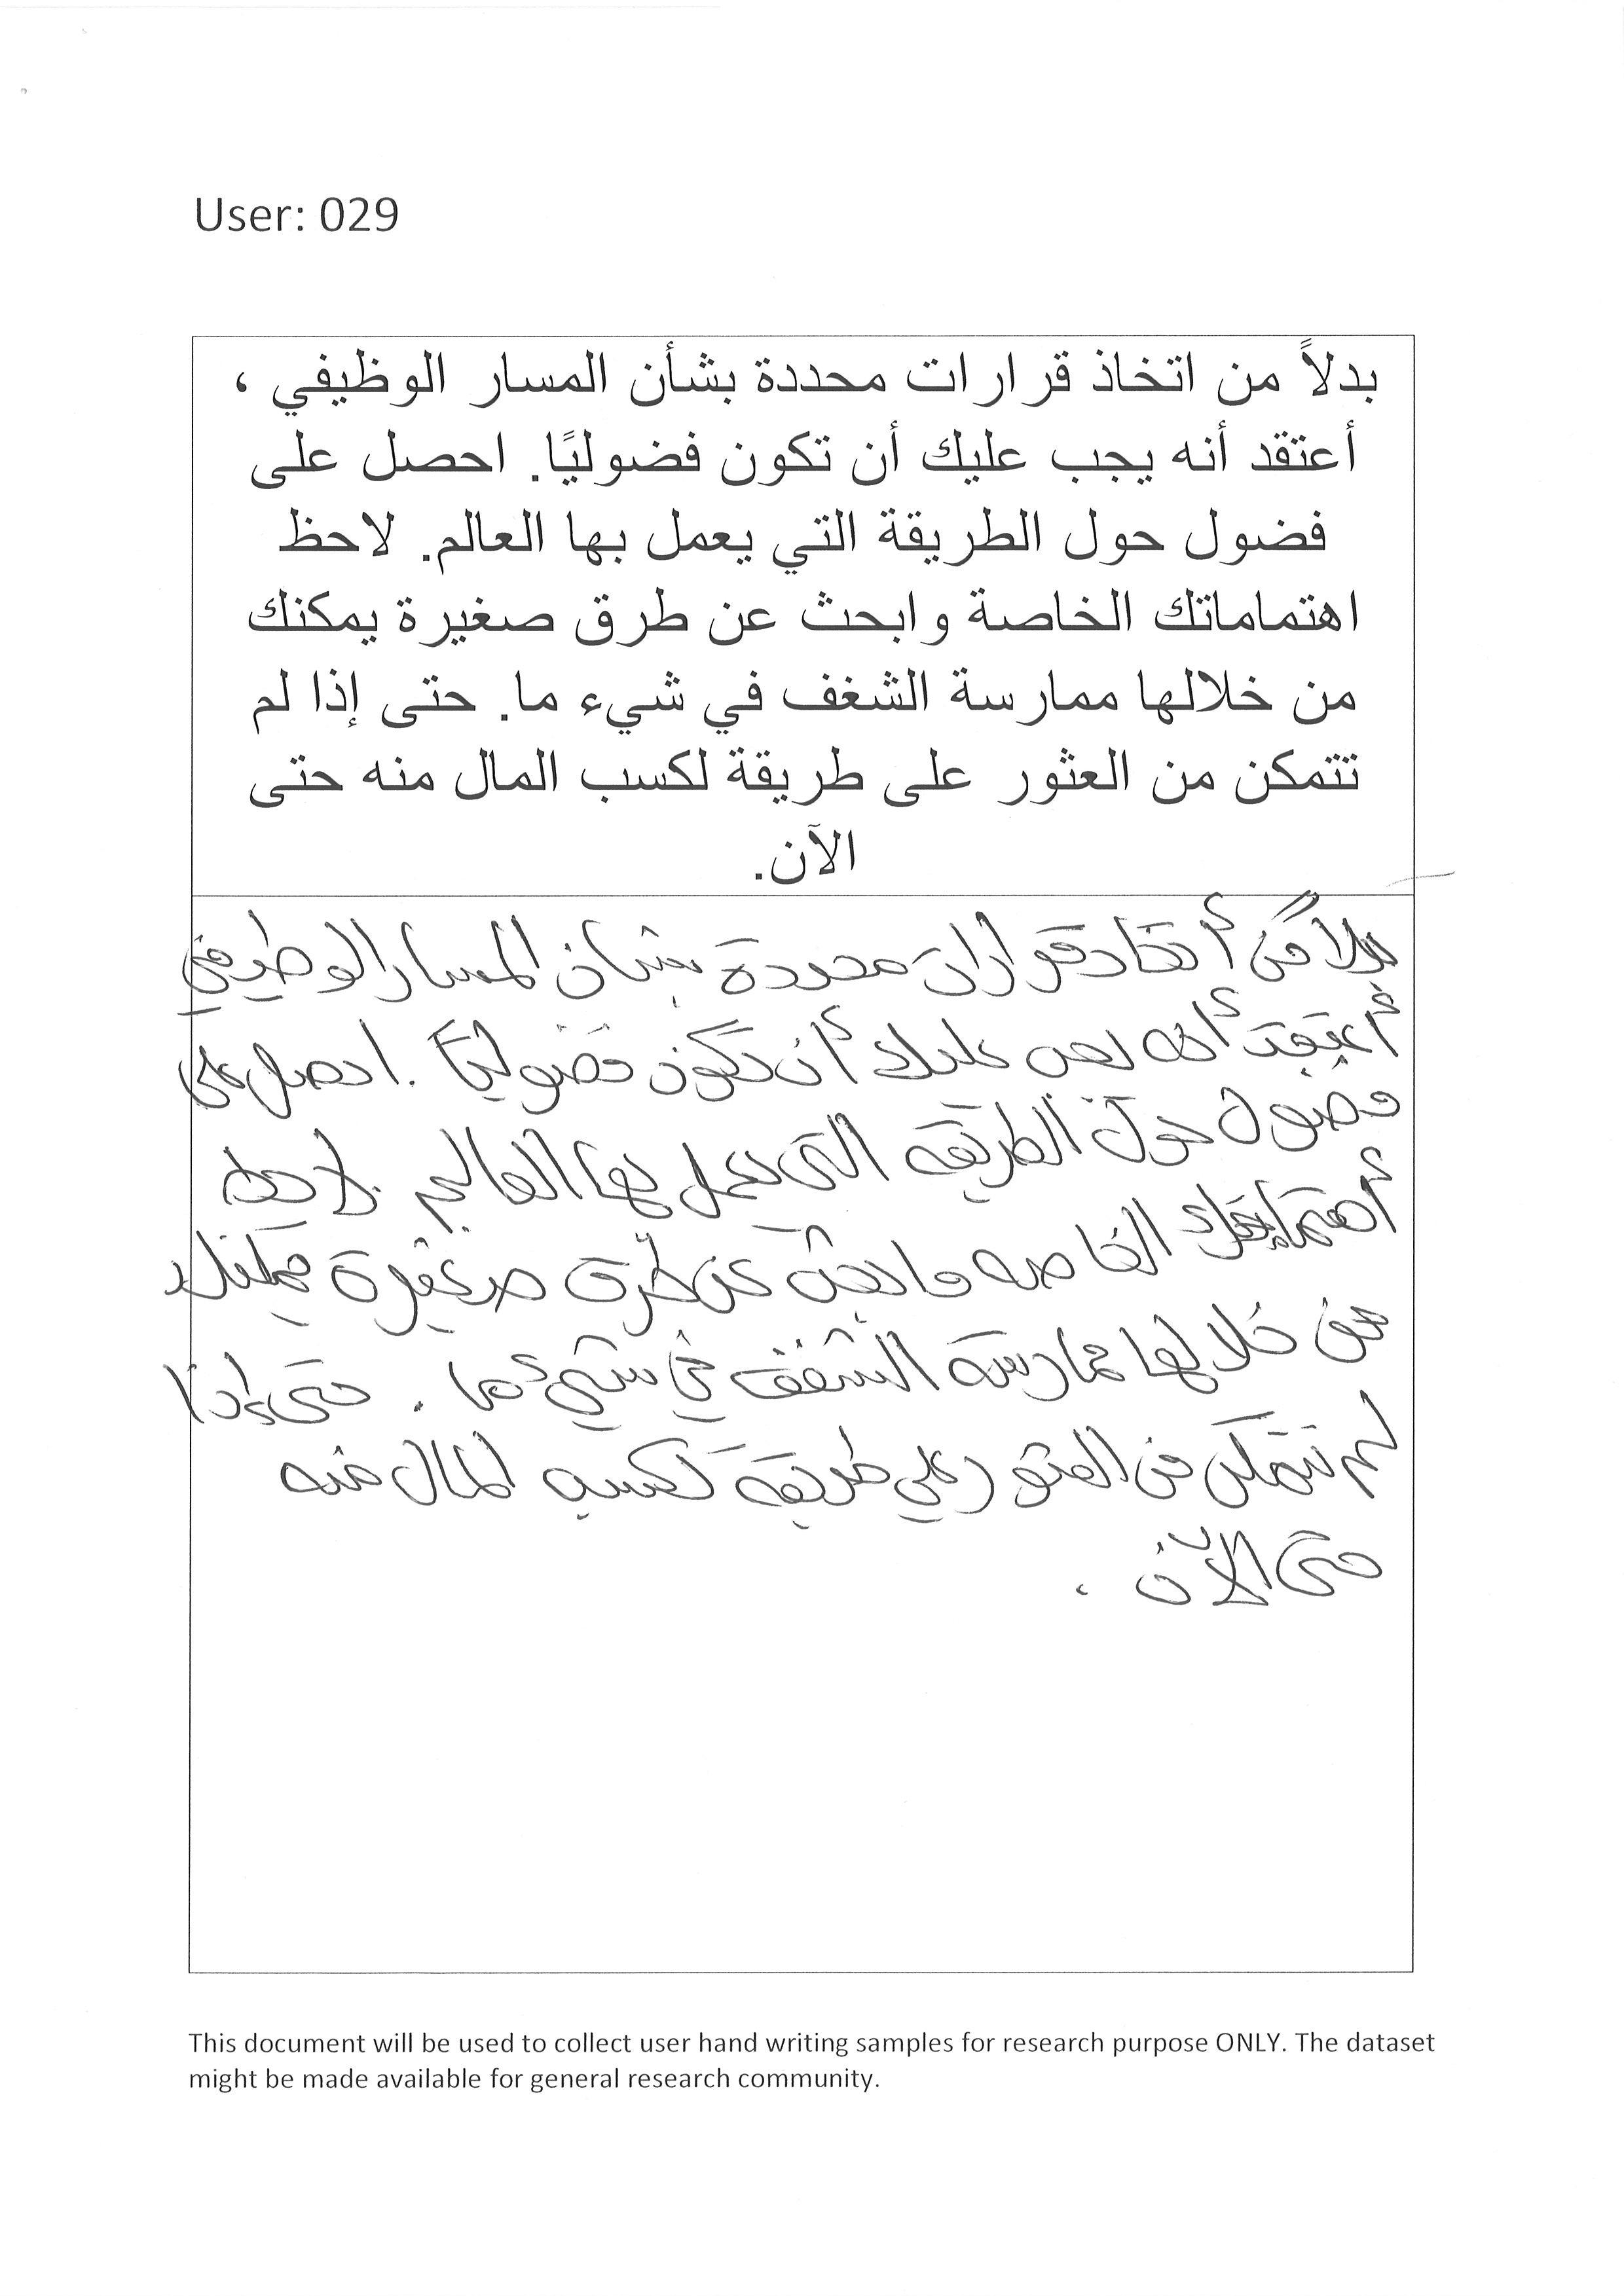 User: 029
بدلاً من اتخاذ قرارات محددة بشأن المسار الوظيفي ،
أعتقد أنه يجب عليك أن تكون فضوليًا. احصل على
فضول حول الطريقة التي يعمل بها العالم. لاحظ
اهتماماتك الخاصة وابحث عن طرق صغيرة يمكنك
من خلالها ممارسة الشغف في شيء ما. حتى إذا لم
تتمكن من العثور على طريقة لكسب المال منه حتى
الآن.
بدلاً من أتخاذ قرارات محددة بشأن المسار الوظيفي
أعتقد أنه يجب عليك أن تكون فضوليًا . احصل على
فضول حول الطريقه التي يعمل بها العالم . لاحظ
أهتماماتك الخاصه وابحث عن طرق صغيرة يمكنك
من خلالها ممارسة الشغف في شيء ما . حتى إذا
لم تتمكن من العثور على طريقة لكسب المال منه
حتى الآن .
This document will be used to collect user hand writing samples for research purpose ONLY. The dataset
might be made available for general research community.